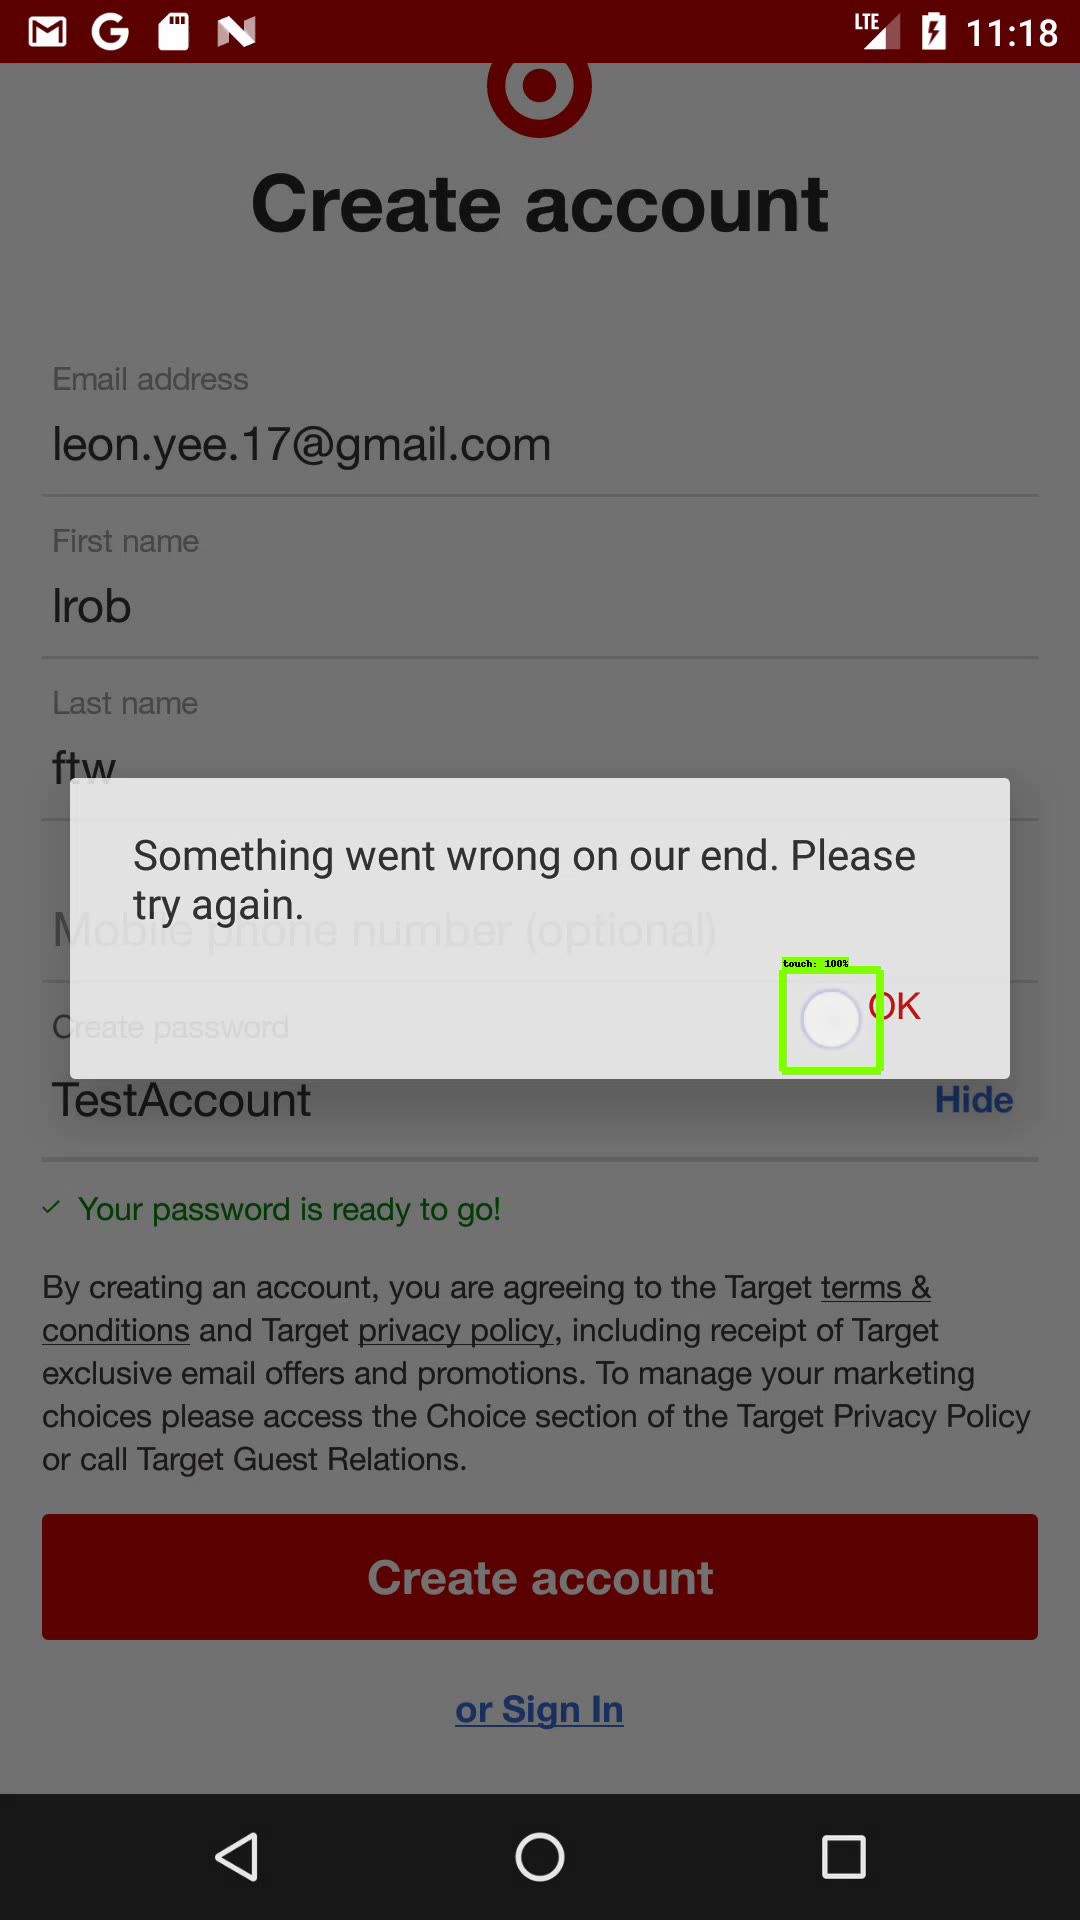 LTE 11:18
Create account
Email address
leon.yee.17@gmail.com
First name
lrob
Last name
ftw
Something went wrong on our end. Please
try again.
Mobile phone number (optional)
touch: 100%
OK
Create password
TestAccount
Hide
Your password is ready to go!
By creating an account, you are agreeing to the Target terms &
conditions and Target privacy policy, including receipt of Target
exclusive email offers and promotions. To manage your marketing
choices please access the Choice section of the Target Privacy Policy
or call Target Guest Relations.
Create account
or Sign In